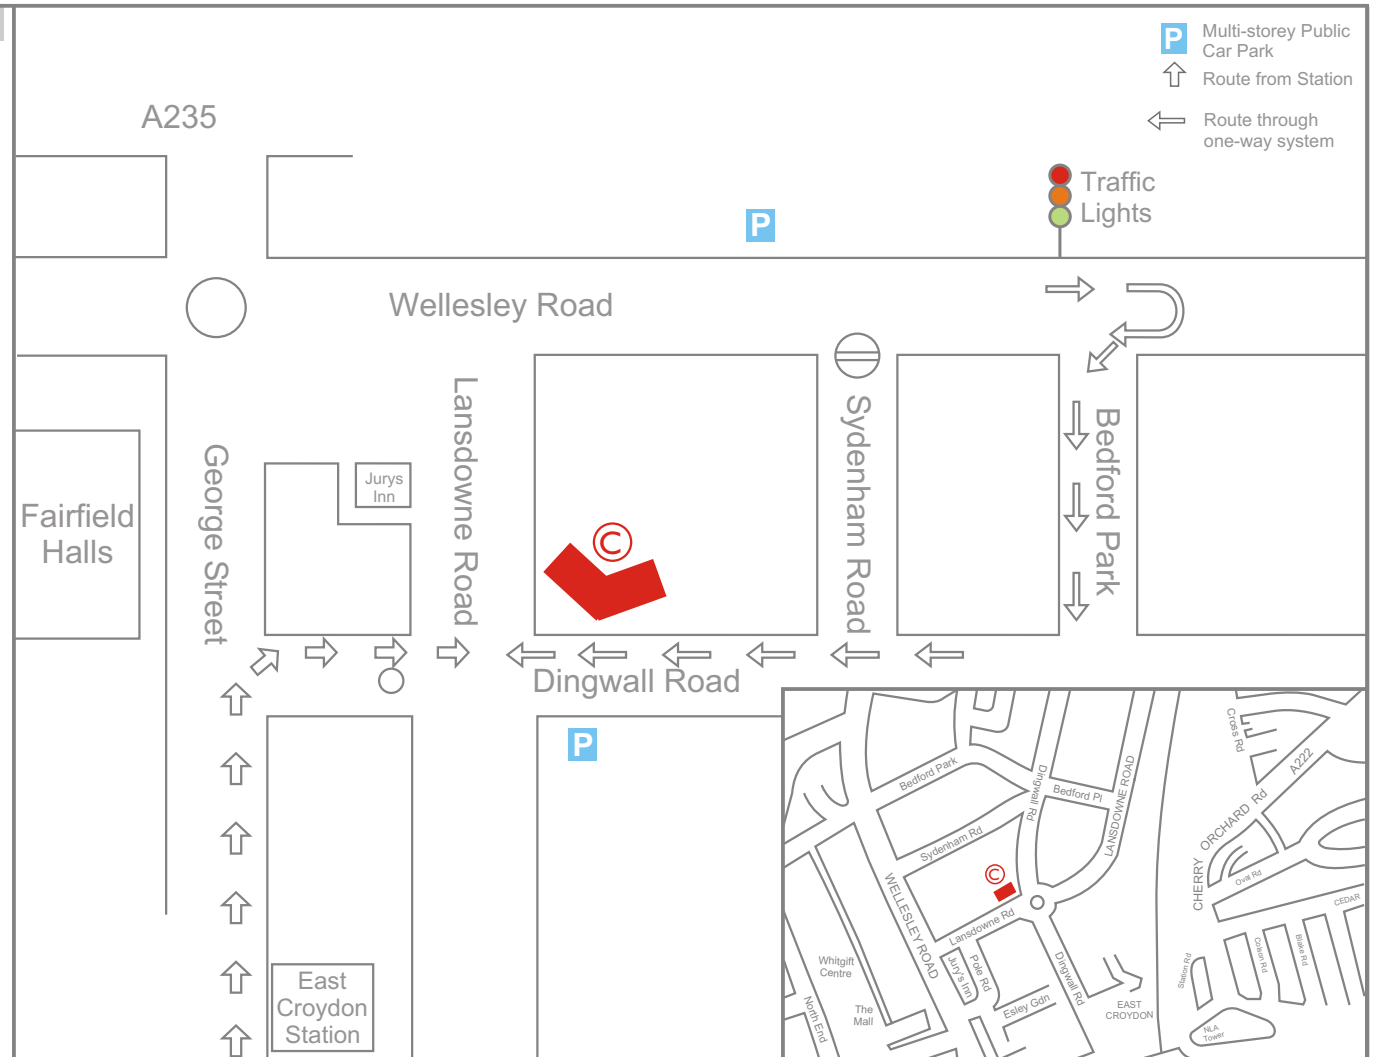 P
Multi-storey Public
Car Park
Route from Station
Route through
one-way system
A235
Traffic
Lights
P
Wellesley Road
Lansdowne Road
Sydenham Road
Bedford Park
George Street
Jurys
Inn
Fairfield
Halls
©
Dingwall Road
P
East
Croydon
Station
Cross Rd
A222
Bedford Park
Dingwall Rd
Bedford Pl
LANSDOWNE ROAD
CHERRY ORCHARD Rd
Sydenham Rd
©
Oval Rd
CEDAR
WELLESLEY ROAD
Lansdowne Rd
Jury's Inn
Pole Rd
Dingwall Rd
Station Rd
Colson Rd
Blake Rd
Whitgift
Centre
The
Mall
North End
Esley Gdn
EAST
CROYDON
NLA
Tower